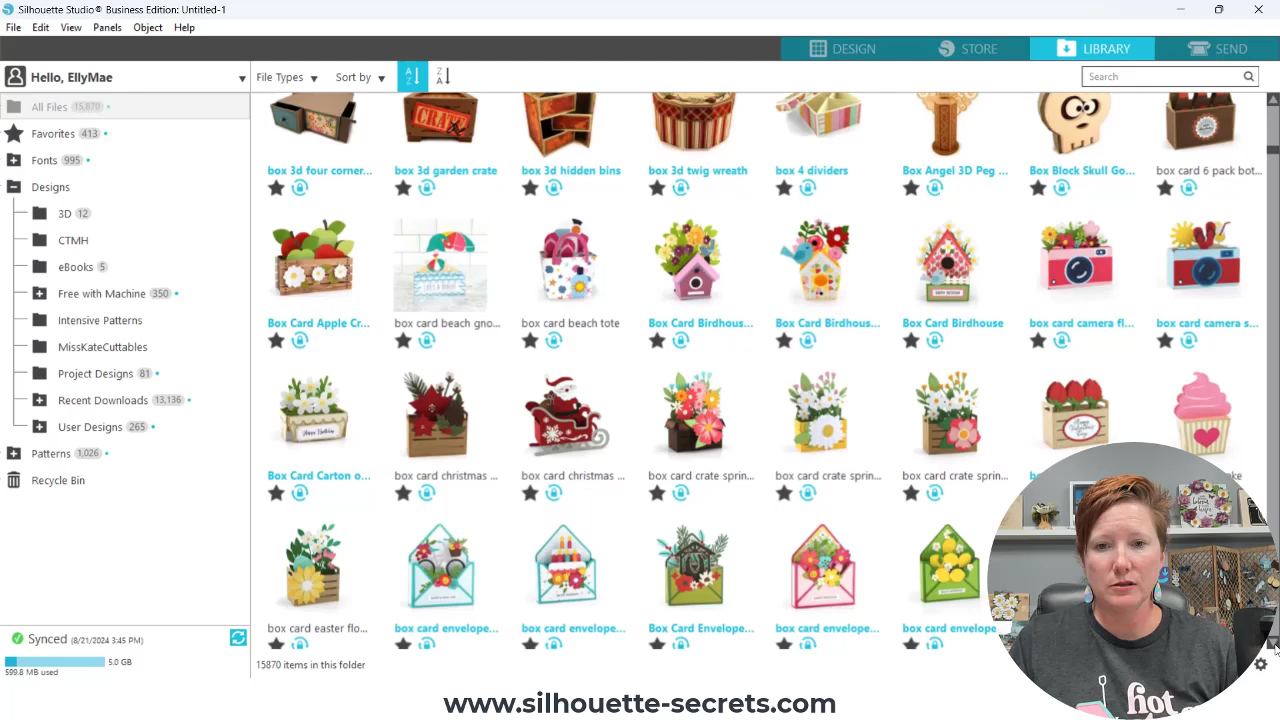 Silhouette Studio® Business Edition: Untitled-1
File Edit View Panels Object Help
DESIGN STORE LIBRARY SEND
Hello, EllyMae
File Types Sort by A Z Z A Search
All Files 15,870
Favorites 413
Fonts 995
Designs
3D 12
CTMH
eBooks 5
Free with Machine 350
Intensive Patterns
MissKateCuttables
Project Designs 81
Recent Downloads 13,136
User Designs 265
Patterns 1,026
Recycle Bin
CRATE
box 3d four corner... box 3d garden crate box 3d hidden bins box 3d twig wreath box 4 dividers Box Angel 3D Peg ... Box Block Skull Go... box card 6 pack bot...
Box Card Apple Cr... box card beach gno... box card beach tote Box Card Birdhous... Box Card Birdhous... Box Card Birdhouse box card camera fl... box card camera s...
Box Card Carton o... box card christmas ... box card christmas ... box card crate sprin... box card crate sprin... box card crate sprin...
box card easter flo... box card envelope... box card envelope... Box Card Envelope... box card envelope... box card envelope...
Synced (8/21/2024 3:45 PM)
5.0 GB
599.8 MB used
15870 items in this folder
hot
www.silhouette-secrets.com